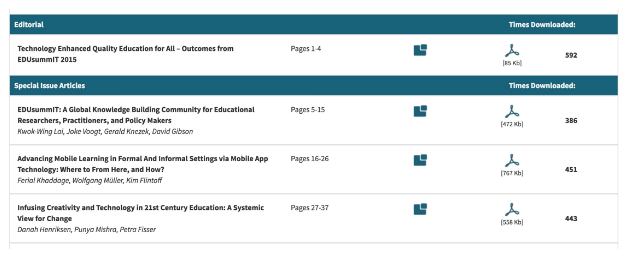 Editorial Times Downloaded:
Technology Enhanced Quality Education for All – Outcomes from Pages 1-4 592
EDUsummIT 2015 [85 Kb]
Special Issue Articles Times Downloaded:
EDUsummIT: A Global Knowledge Building Community for Educational Pages 5-15
Researchers, Practitioners, and Policy Makers [472 Kb] 386
Kwok-Wing Lai, Joke Voogt, Gerald Knezek, David Gibson
Advancing Mobile Learning in Formal And Informal Settings via Mobile App Pages 16-26
Technology: Where to From Here, and How? [767 Kb] 451
Ferial Khaddage, Wolfgang Müller, Kim Flintoff
Infusing Creativity and Technology in 21st Century Education: A Systemic Pages 27-37
View for Change [558 Kb] 443
Danah Henriksen, Punya Mishra, Petra Fisser